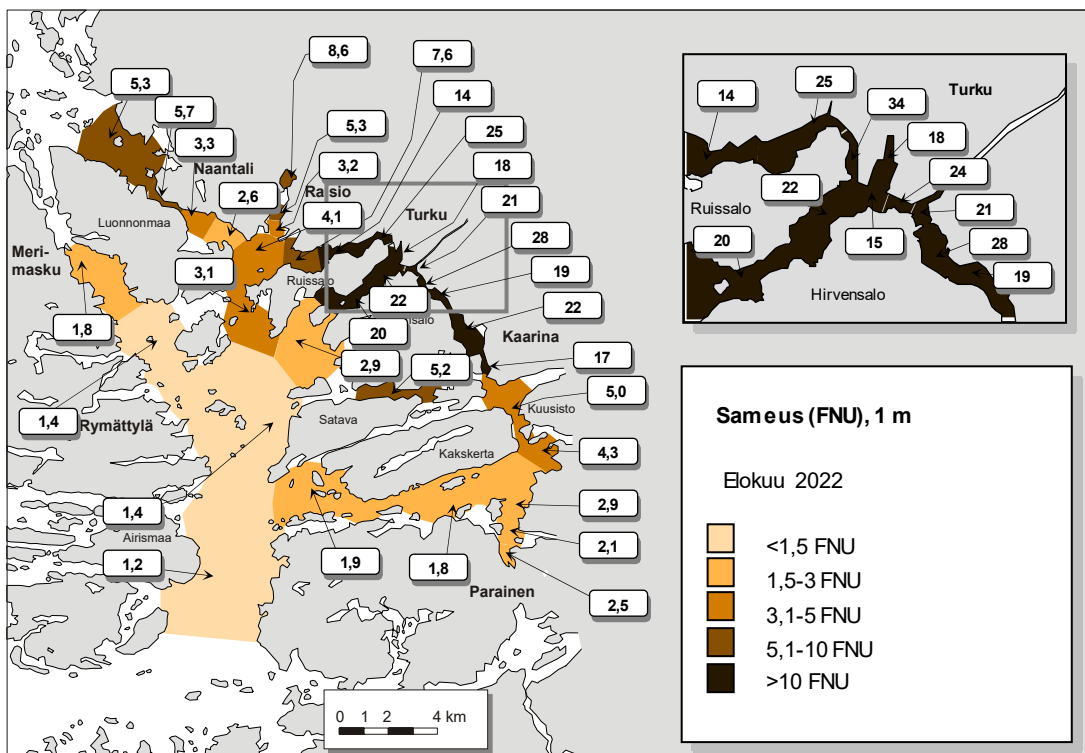 8,6
7,6
5,3
14
5,7
5,3
25
3,3
Naantali
3,2
18
2,6
Raisio
4,1
Turku
21
Luonnonmaa
Meri-
masku
28
3,1
Ruissalo
19
22
22
1,8
20
Kaarina
2,9
17
5,2
5,0
1,4
Rymättylä
Satava
Kuusisto
Kakskerta
4,3
1,4
2,9
Airismaa
2,1
1,2
1,9
1,8
Parainen
2,5
0 1 2 4 km
25
Turku
14
34
18
22
24
Ruissalo
21
20
15
28
19
Hirvensalo
Sameus (FNU), 1 m
Elokuu 2022
<1,5 FNU
1,5-3 FNU
3,1-5 FNU
5,1-10 FNU
>10 FNU